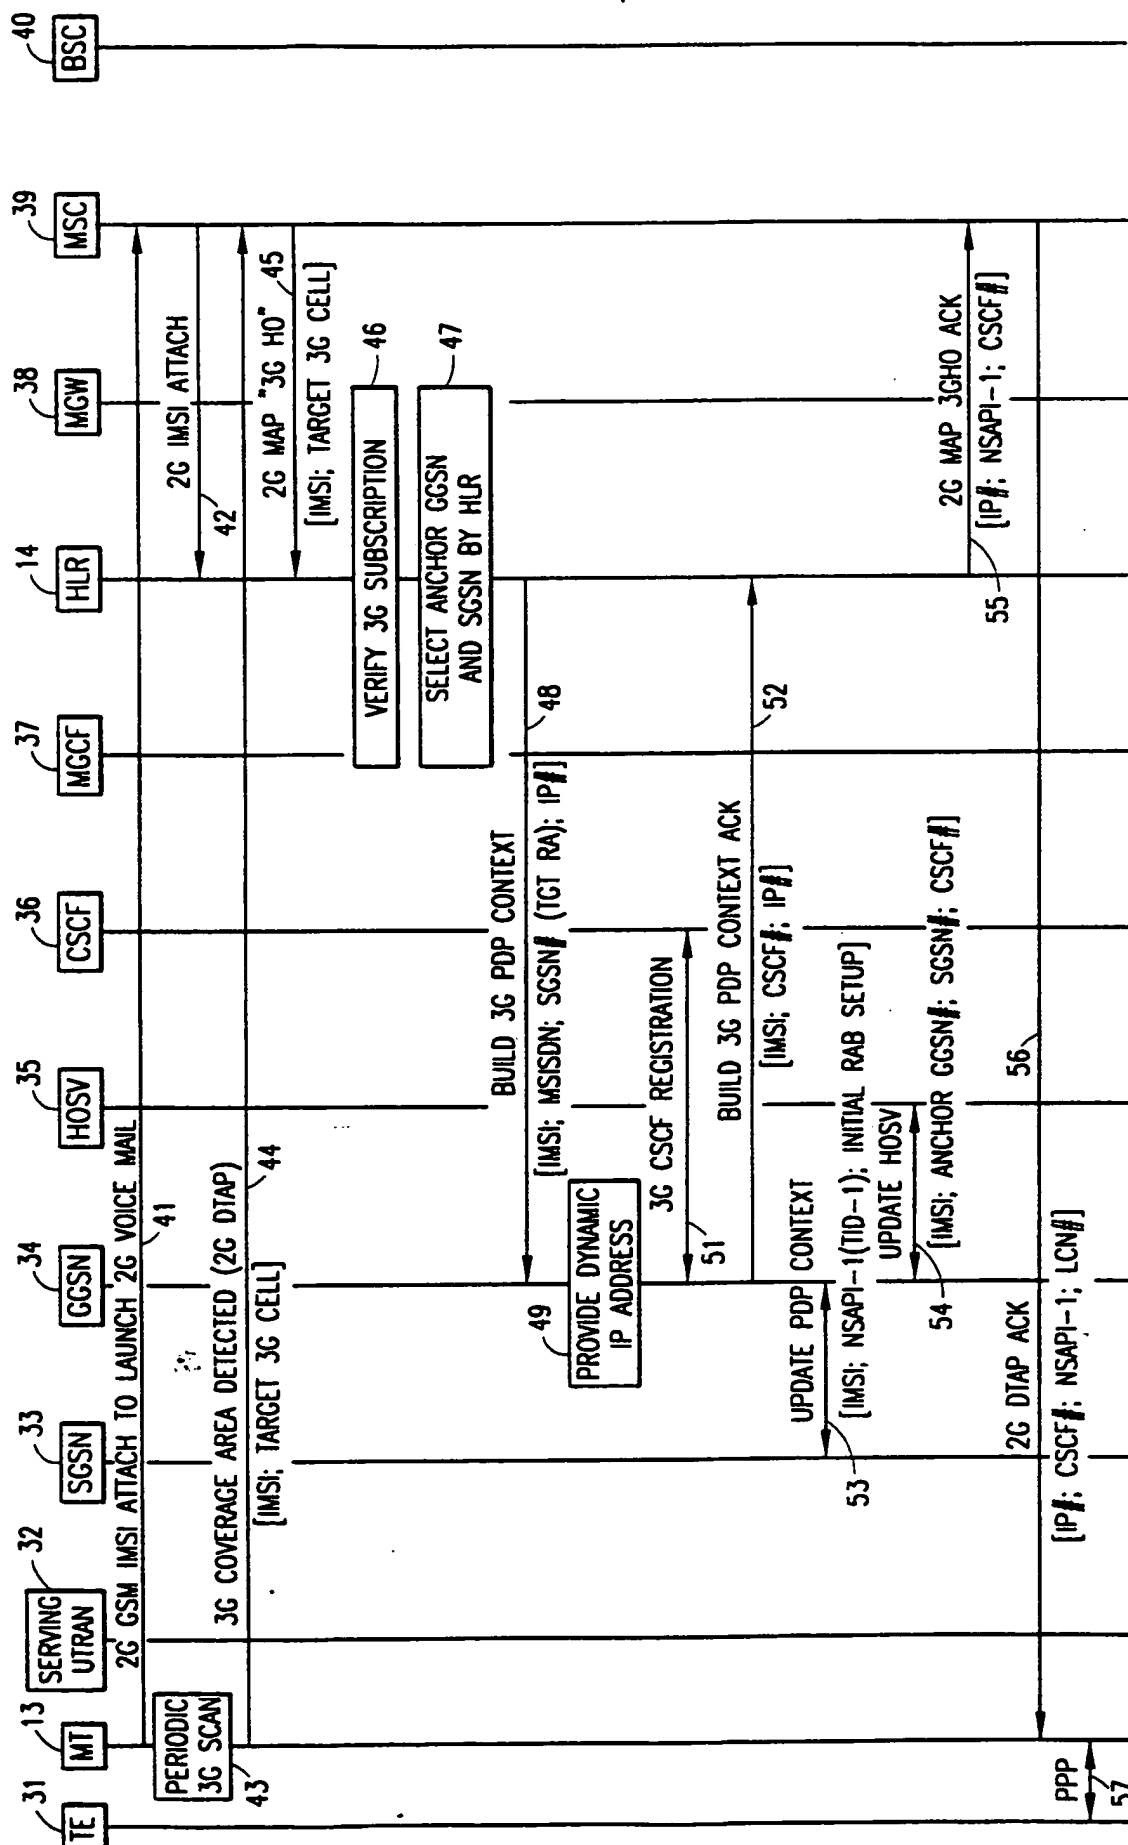 31
TE
13
MT
32
SERVING
UTRAN
33
SGSN
34
GGSN
35
HOSV
36
CSCF
37
MGCF
14
HLR
38
MGW
39
MSC
40
BSC
2G GSM IMSI ATTACH TO LAUNCH 2G VOICE MAIL
41
PERIODIC
3G SCAN
43
2G IMSI ATTACH
42
3G COVERAGE AREA DETECTED (2G DTAP)
44
[IMSI; TARGET 3G CELL]
2G MAP "3G HO"
45
[IMSI; TARGET 3G CELL]
VERIFY 3G SUBSCRIPTION
46
SELECT ANCHOR GGSN
AND SGSN BY HLR
47
BUILD 3G PDP CONTEXT
48
[IMSI; MSISDN; SGSN# (TGT RA); IP#]
49
PROVIDE DYNAMIC
IP ADDRESS
3G CSCF REGISTRATION
51
BUILD 3G PDP CONTEXT ACK
52
[IMSI; CSCF#; IP#]
UPDATE PDP CONTEXT
53
[IMSI; NSAPI-1(TID-1); INITIAL RAB SETUP]
UPDATE HOSV
54
[IMSI; ANCHOR GGSN#; SGSN#; CSCF#]
2G MAP 3GHO ACK
55
[IP#; NSAPI-1; CSCF#]
2G DTAP ACK
56
[IP#; CSCF#; NSAPI-1; LCN#]
PPP
57